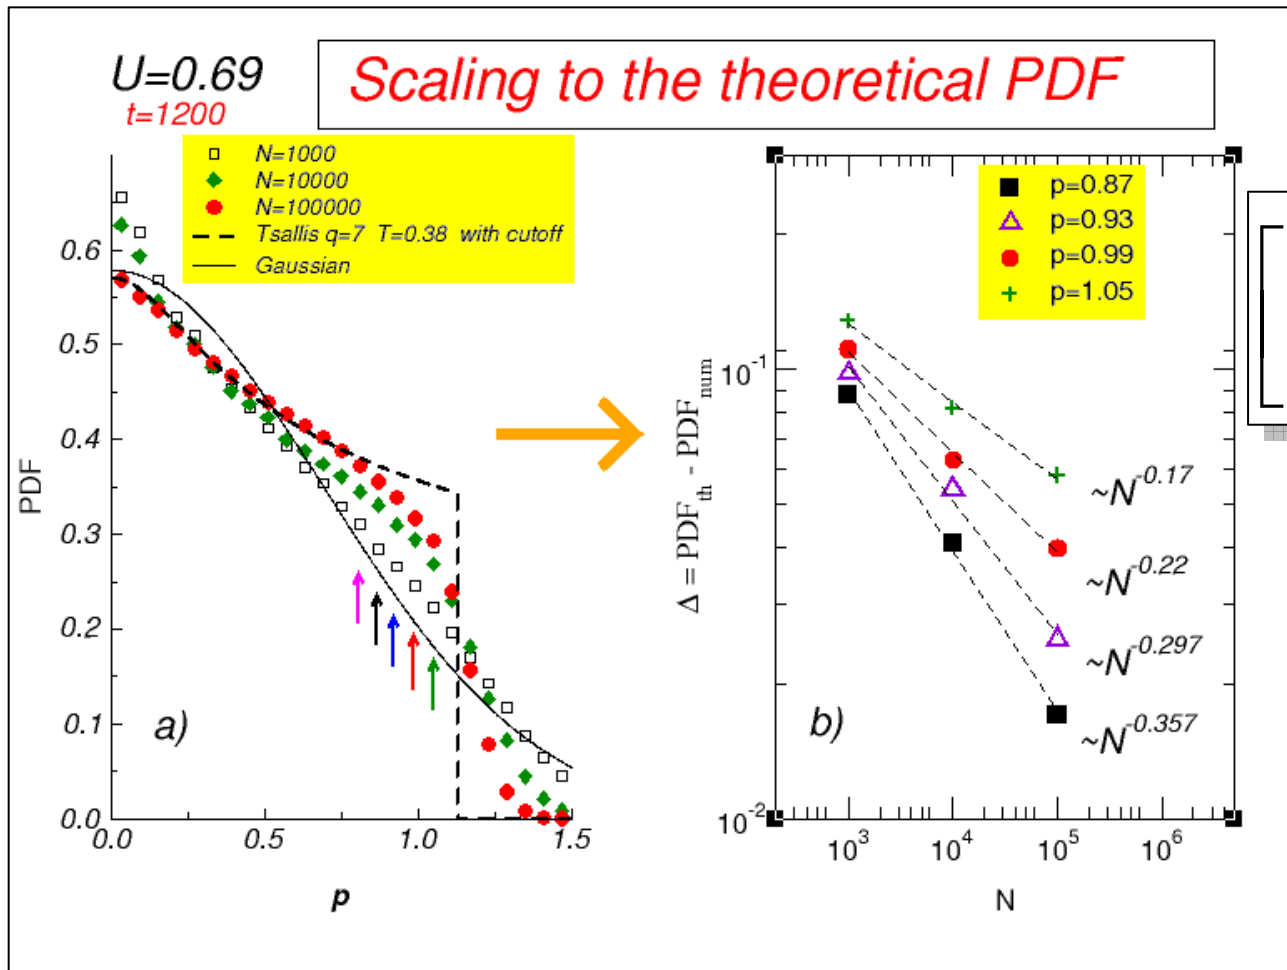 U=0.69
t=1200
Scaling to the theoretical PDF
N=1000
N=10000
N=100000
Tsallis q=7 T=0.38 with cutoff
Gaussian
0.6
0.5
0.4
0.3
0.2
0.1
0.0
PDF
a)
0.0 0.5 1.0 1.5
p
p=0.87
p=0.93
p=0.99
p=1.05
10^-1
10^-2
Δ = PDF_th - PDF_num
~N^-0.17
~N^-0.22
~N^-0.297
~N^-0.357
b)
10^3 10^4 10^5 10^6
N